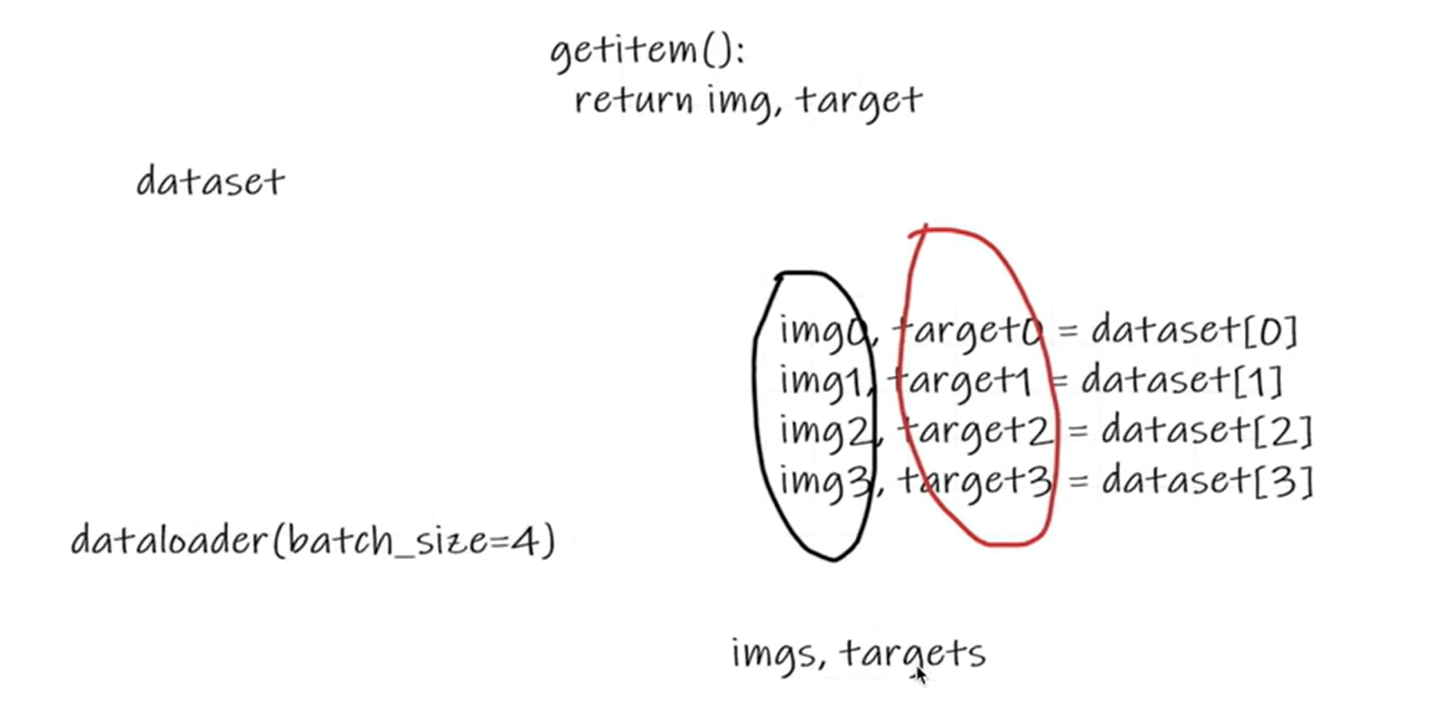 getitem():
return img, target
dataset
img0, target0 = dataset[0]
img1, target1 = dataset[1]
img2, target2 = dataset[2]
img3, target3 = dataset[3]
dataloader(batch_size=4)
imgs, targets